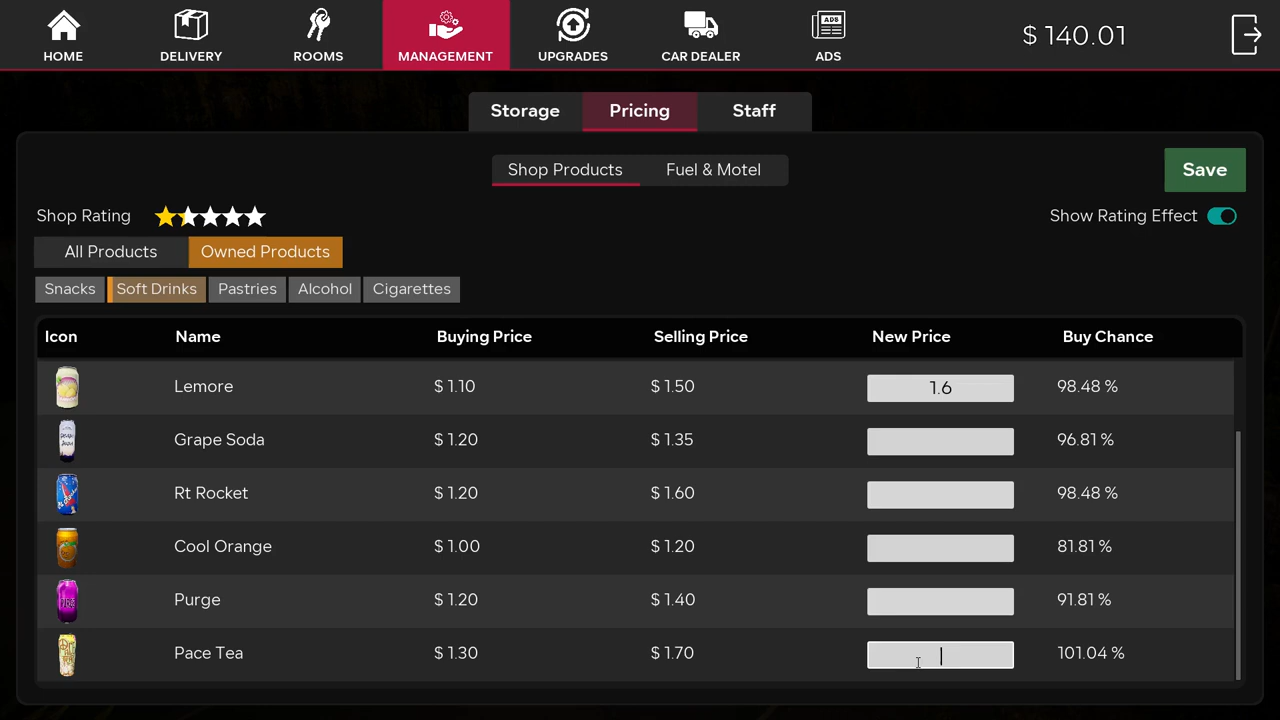 HOME DELIVERY ROOMS MANAGEMENT UPGRADES CAR DEALER ADS $ 140.01
Storage Pricing Staff
Shop Products Fuel & Motel
Save
Shop Rating
Show Rating Effect
All Products Owned Products
Snacks Soft Drinks Pastries Alcohol Cigarettes
Icon Name Buying Price Selling Price New Price Buy Chance
Lemore $ 1.10 $ 1.50 1.6 98.48 %
Grape Soda $ 1.20 $ 1.35 96.81 %
Rt Rocket $ 1.20 $ 1.60 98.48 %
Cool Orange $ 1.00 $ 1.20 81.81 %
Purge $ 1.20 $ 1.40 91.81 %
Pace Tea $ 1.30 $ 1.70 101.04 %